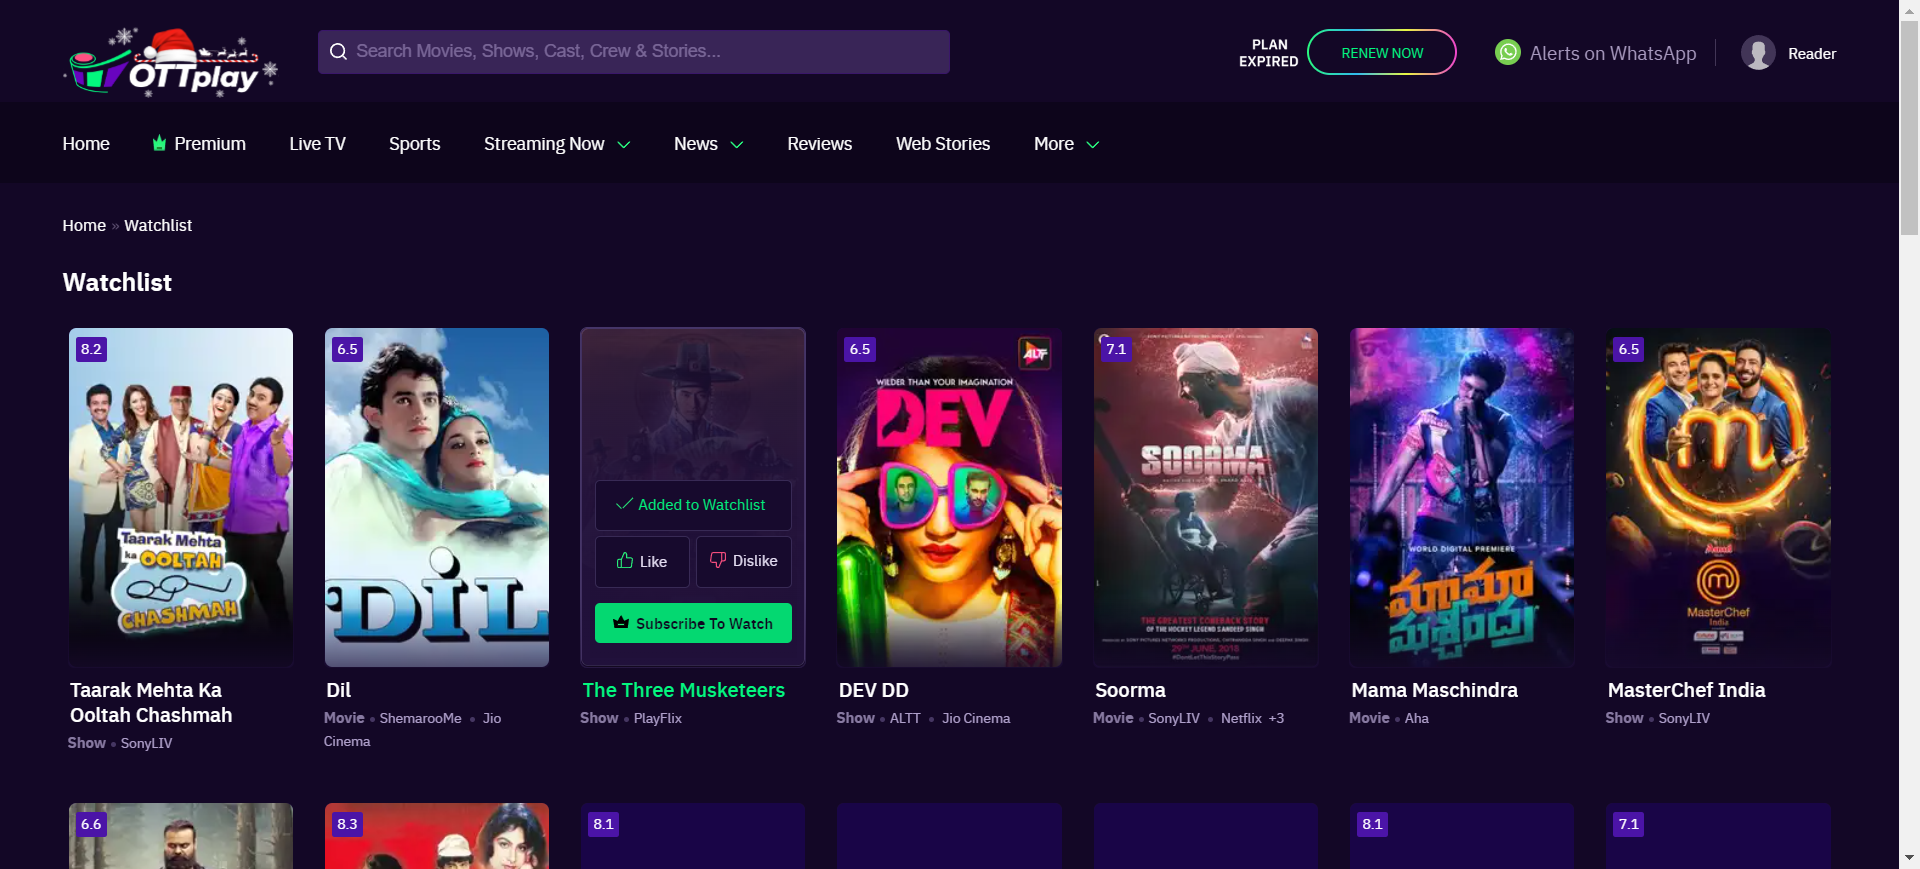 OTTplay
Search Movies, Shows, Cast, Crew & Stories...
PLAN
EXPIRED
RENEW NOW
Alerts on WhatsApp
Reader
Home
Premium
Live TV
Sports
Streaming Now
News
Reviews
Web Stories
More
Home » Watchlist
Watchlist
8.2
Taarak Mehta
ka OOLTAH
CHASHMAH
6.5
DiL
Added to Watchlist
Like
Dislike
Subscribe To Watch
6.5
ALTT
WILDER THAN YOUR IMAGINATION
DEV
7.1
SOORMA
THE GREATEST COMEBACK STORY
OF THE HOCKEY LEGEND SANDEEP SINGH
29TH JUNE, 2018
#DontLetThisStoryPass
WORLD DIGITAL PREMIERE
మామా
మశ్చీంద్రా
6.5
MasterChef
India
Taarak Mehta Ka
Ooltah Chashmah
Show • SonyLIV
Dil
Movie • ShemarooMe • Jio
Cinema
The Three Musketeers
Show • PlayFlix
DEV DD
Show • ALTT • Jio Cinema
Soorma
Movie • SonyLIV • Netflix +3
Mama Maschindra
Movie • Aha
MasterChef India
Show • SonyLIV
6.6
8.3
8.1
8.1
7.1